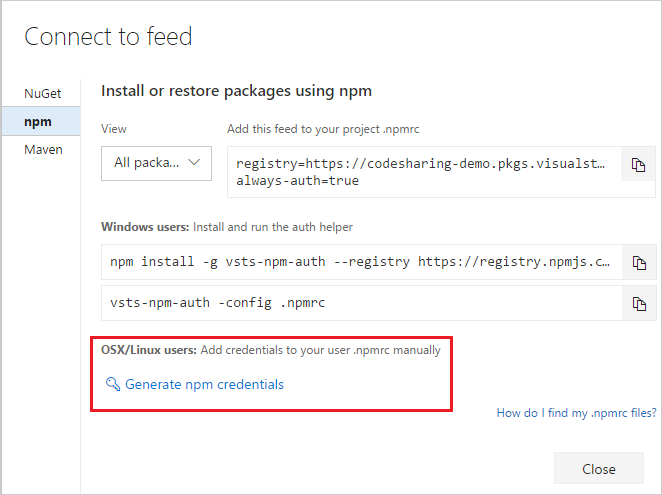 Connect to feed
NuGet
npm
Maven
Install or restore packages using npm
View
Add this feed to your project .npmrc
All packa...
registry=https://codesharing-demo.pkgs.visualst…
always-auth=true
Windows users: Install and run the auth helper
npm install -g vsts-npm-auth --registry https://registry.npmjs.c…
vsts-npm-auth -config .npmrc
OSX/Linux users: Add credentials to your user .npmrc manually
Generate npm credentials
How do I find my .npmrc files?
Close